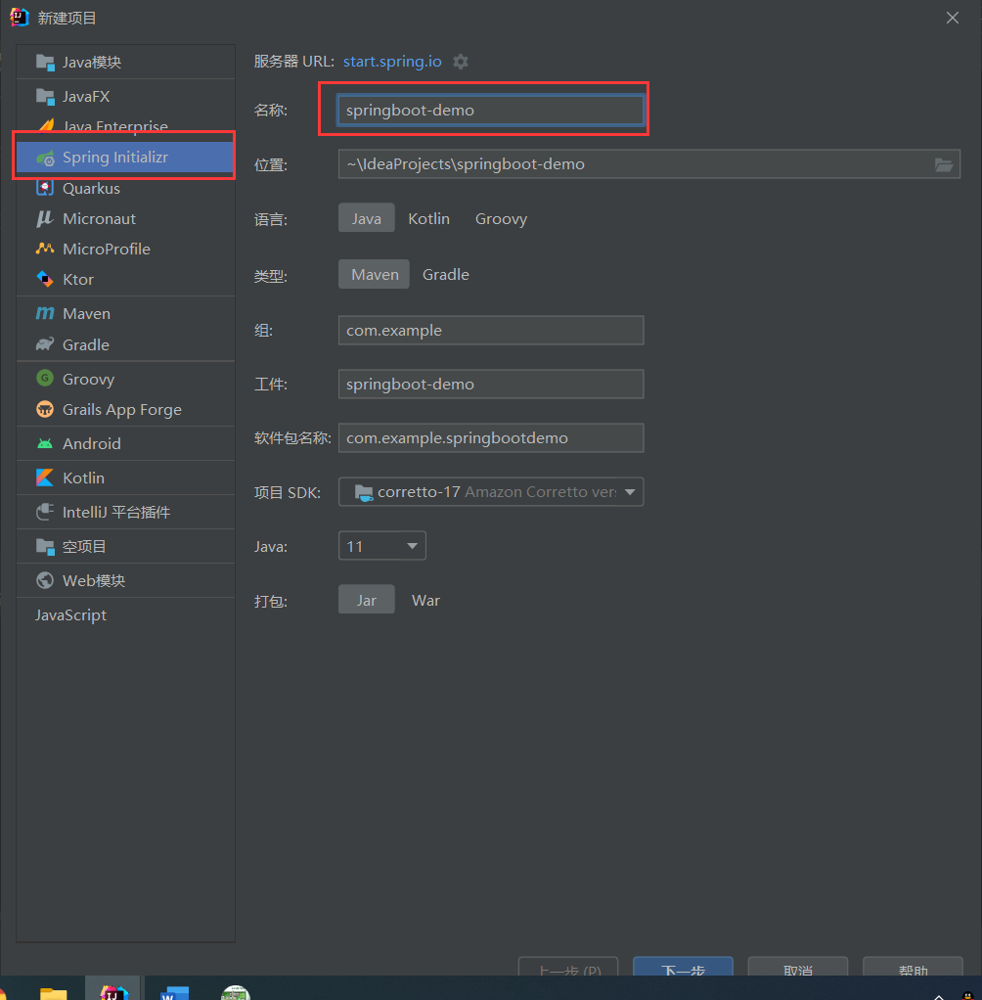 新建项目
Java模块
JavaFX
Java Enterprise
Spring Initializr
Quarkus
Micronaut
MicroProfile
Ktor
Maven
Gradle
Groovy
Grails App Forge
Android
Kotlin
IntelliJ 平台插件
空项目
Web模块
JavaScript
服务器 URL: start.spring.io
名称: springboot-demo
位置: ~\IdeaProjects\springboot-demo
语言: Java Kotlin Groovy
类型: Maven Gradle
组: com.example
工件: springboot-demo
软件包名称: com.example.springbootdemo
项目 SDK: corretto-17 Amazon Corretto vers
Java: 11
打包: Jar War
上一步 (P) 下一步 取消 帮助